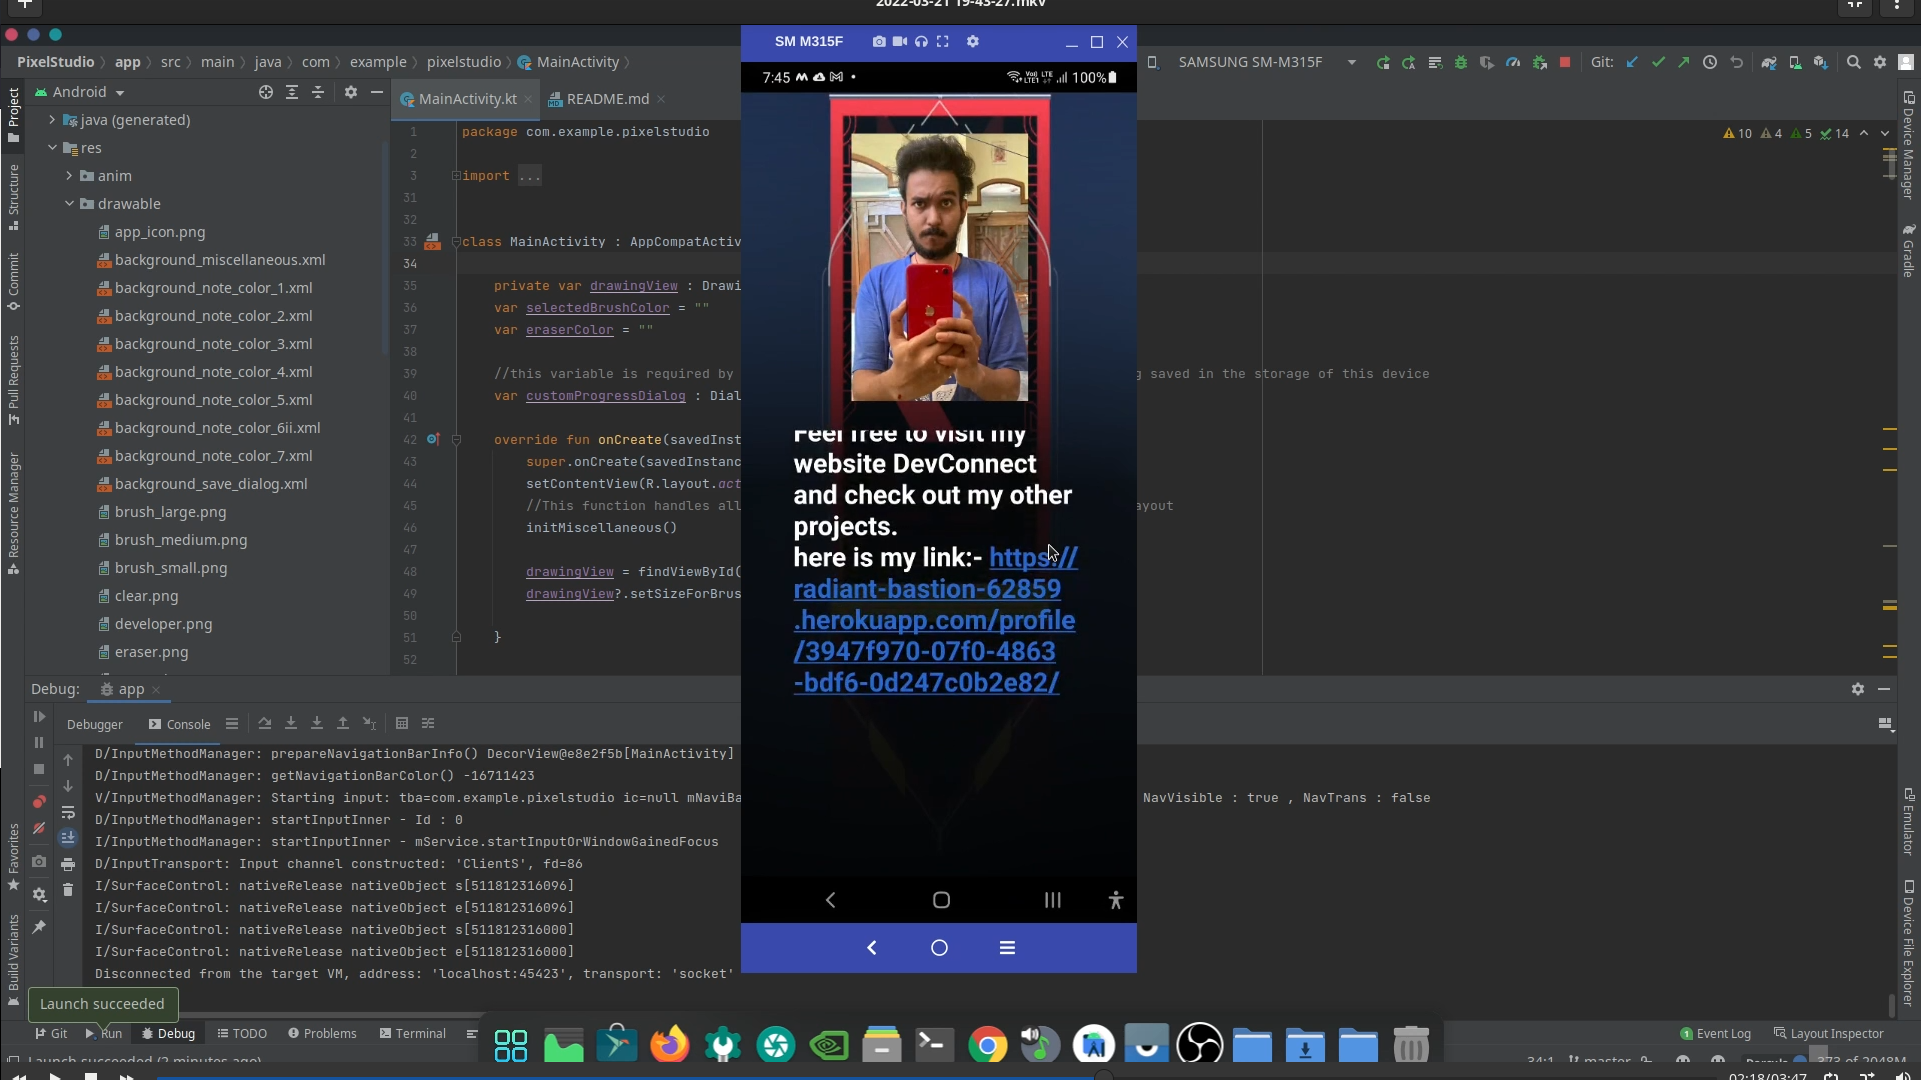 2022-03-21 19-43-27.mkv
SM M315F
PixelStudio app src main java com example pixelstudio MainActivity
SAMSUNG SM-M315F
Git:
7:45
100%
Project
Android
MainActivity.kt
README.md
java (generated)
res
anim
drawable
app_icon.png
background_miscellaneous.xml
background_note_color_1.xml
background_note_color_2.xml
background_note_color_3.xml
background_note_color_4.xml
background_note_color_5.xml
background_note_color_6ii.xml
background_note_color_7.xml
background_save_dialog.xml
brush_large.png
brush_medium.png
brush_small.png
clear.png
developer.png
eraser.png
Structure
Commit
Pull Requests
Resource Manager
Favorites
Build Variants
1 package com.example.pixelstudio
2
3 import ...
31
32
33 class MainActivity : AppCompatActiv
34
35 private var drawingView : Drawi
36 var selectedBrushColor = ""
37 var eraserColor = ""
38
39 //this variable is required by
g saved in the storage of this device
40 var customProgressDialog : Dial
41
42 override fun onCreate(savedInst
43 super.onCreate(savedInstanc
44 setContentView(R.layout.act
45 //This function handles all
ayout
46 initMiscellaneous()
47
48 drawingView = findViewById(
49 drawingView?.setSizeForBrus
50
51 }
52
10 4 5 14
Device Manager
Gradle
Emulator
Device File Explorer
Feel free to visit my
website DevConnect
and check out my other
projects.
here is my link:- https://
radiant-bastion-62859
.herokuapp.com/profile
/3947f970-07f0-4863
-bdf6-0d247c0b2e82/
Debug: app
Debugger Console
D/InputMethodManager: prepareNavigationBarInfo() DecorView@e8e2f5b[MainActivity]
D/InputMethodManager: getNavigationBarColor() -16711423
V/InputMethodManager: Starting input: tba=com.example.pixelstudio ic=null mNaviBa
NavVisible : true , NavTrans : false
D/InputMethodManager: startInputInner - Id : 0
I/InputMethodManager: startInputInner - mService.startInputOrWindowGainedFocus
D/InputTransport: Input channel constructed: 'ClientS', fd=86
I/SurfaceControl: nativeRelease nativeObject s[511812316096]
I/SurfaceControl: nativeRelease nativeObject e[511812316096]
I/SurfaceControl: nativeRelease nativeObject s[511812316000]
I/SurfaceControl: nativeRelease nativeObject e[511812316000]
Disconnected from the target VM, address: 'localhost:45423', transport: 'socket'
Launch succeeded
Git Run Debug TODO Problems Terminal
1 Event Log Layout Inspector
Launch succeeded (2 minutes ago)
34:1 master 373 of 2048M
02:18/03:47